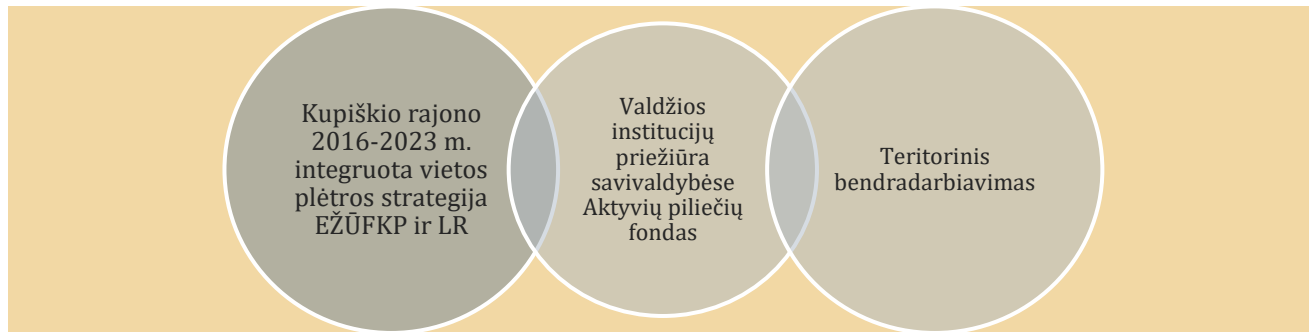 Kupiškio rajono
2016-2023 m.
integruota vietos
plėtros strategija
EŽŪFKP ir LR
Valdžios
institucijų
priežiūra
savivaldybėse
Aktyvių piliečių
fondas
Teritorinis
bendradarbiavimas